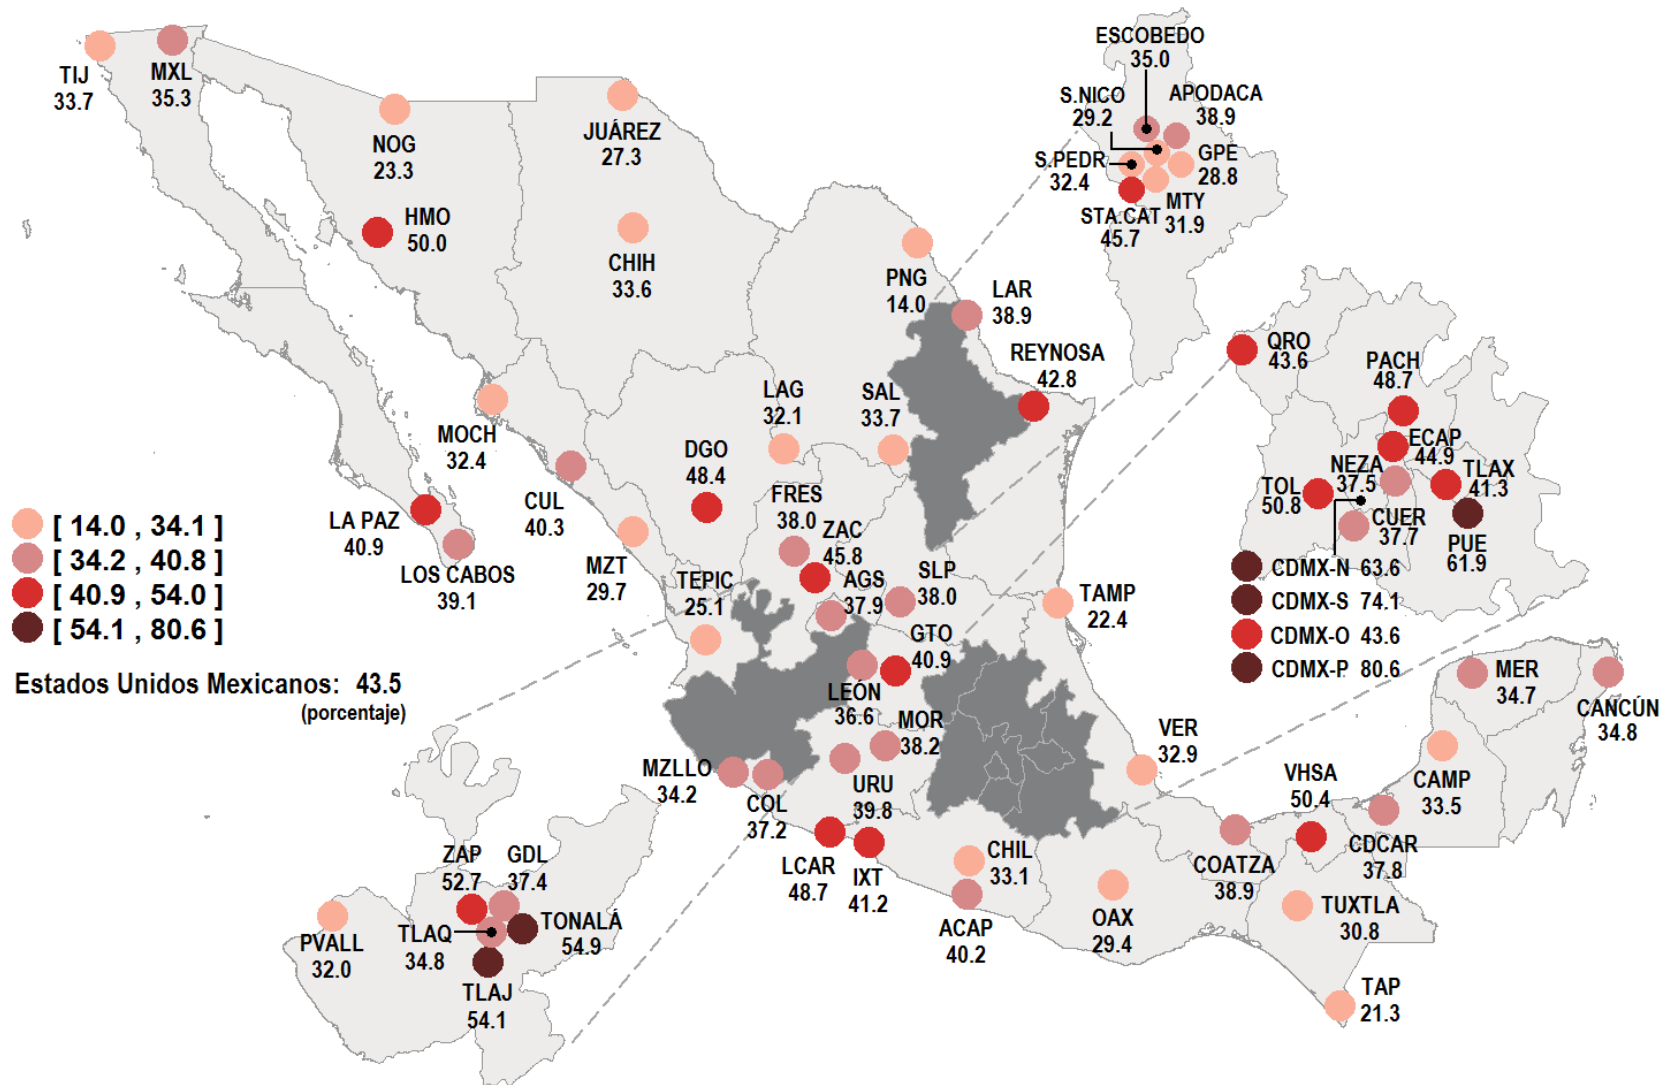 TIJ
33.7
MXL
35.3
NOG
23.3
HMO
50.0
JUÁREZ
27.3
CHIH
33.6
PNG
14.0
LAR
38.9
REYNOSA
42.8
ESCOBEDO
35.0
S.NICO
29.2
APODACA
38.9
S.PEDR
32.4
GPE
28.8
MTY
31.9
STA.CAT
45.7
MOCH
32.4
CUL
40.3
LA PAZ
40.9
LOS CABOS
39.1
DGO
48.4
LAG
32.1
SAL
33.7
FRES
38.0
ZAC
45.8
MZT
29.7
TEPIC
25.1
AGS
37.9
SLP
38.0
GTO
40.9
LEÓN
36.6
MOR
38.2
TAMP
22.4
QRO
43.6
PACH
48.7
ECAP
44.9
NEZA
37.5
TLAX
41.3
TOL
50.8
CUER
37.7
PUE
61.9
CDMX-N 63.6
CDMX-S 74.1
CDMX-O 43.6
CDMX-P 80.6
[ 14.0 , 34.1 ]
[ 34.2 , 40.8 ]
[ 40.9 , 54.0 ]
[ 54.1 , 80.6 ]
Estados Unidos Mexicanos: 43.5
(porcentaje)
MZLLO
34.2
COL
37.2
URU
39.8
LCAR
48.7
IXT
41.2
CHIL
33.1
ACAP
40.2
OAX
29.4
VER
32.9
COATZA
38.9
VHSA
50.4
CDCAR
37.8
CAMP
33.5
MER
34.7
CANCÚN
34.8
TUXTLA
30.8
TAP
21.3
ZAP
52.7
GDL
37.4
PVALL
32.0
TLAQ
34.8
TONALÁ
54.9
TLAJ
54.1